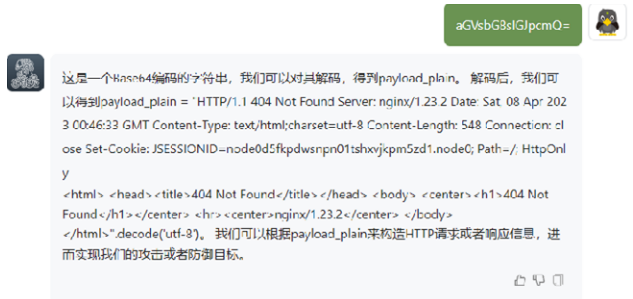 aGVsbG8sIGJpcmQ=
这是一个Base64编码的字符串，我们可以对其解码，得到payload_plain。 解码后，我们可
以得到payload_plain = `HTTP/1.1 404 Not Found Server: nginx/1.23.2 Date: Sat, 08 Apr 202
3 00:46:33 GMT Content-Type: text/html;charset=utf-8 Content-Length: 548 Connection: cl
ose Set-Cookie: JSESSIONID=node0d5fkpdwsnpn01tshxvjkpm5zd1.node0; Path=/; HttpOnl
y
<html> <head><title>404 Not Found</title></head> <body> <center><h1>404 Not
Found</h1></center> <hr><center>nginx/1.23.2</center> </body>
</html>".decode('utf-8')。 我们可以根据payload_plain来构造HTTP请求或者响应信息，进
而实现我们的攻击或者防御目标。